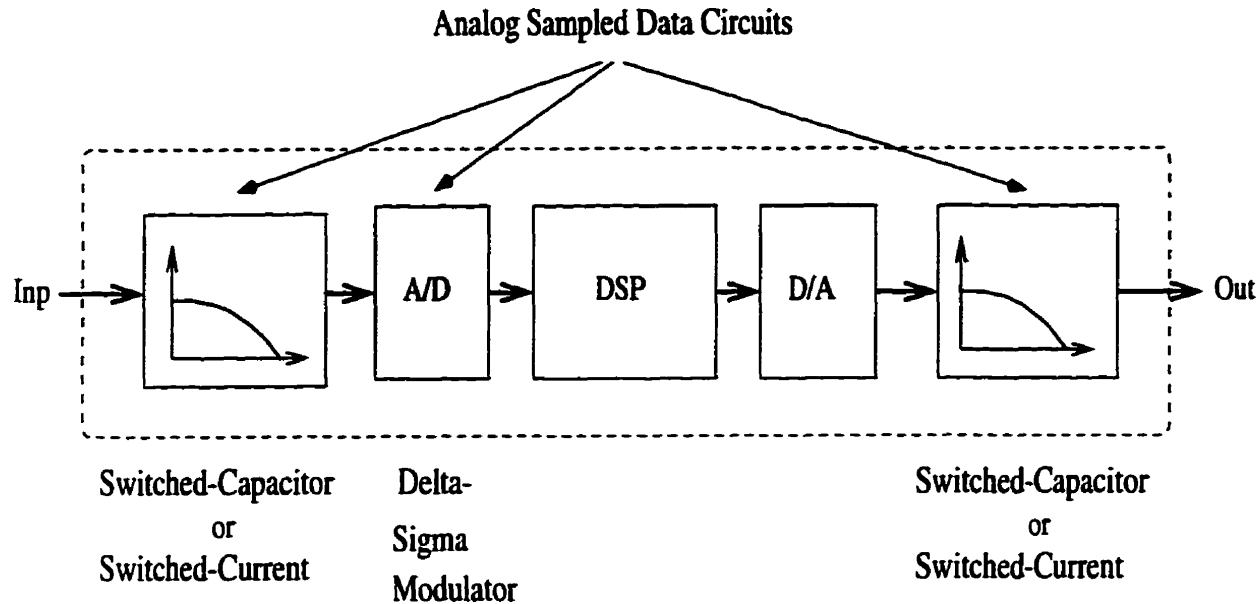 Analog Sampled Data Circuits
Inp
A/D
DSP
D/A
Out
Switched-Capacitor
or
Switched-Current
Delta-
Sigma
Modulator
Switched-Capacitor
or
Switched-Current